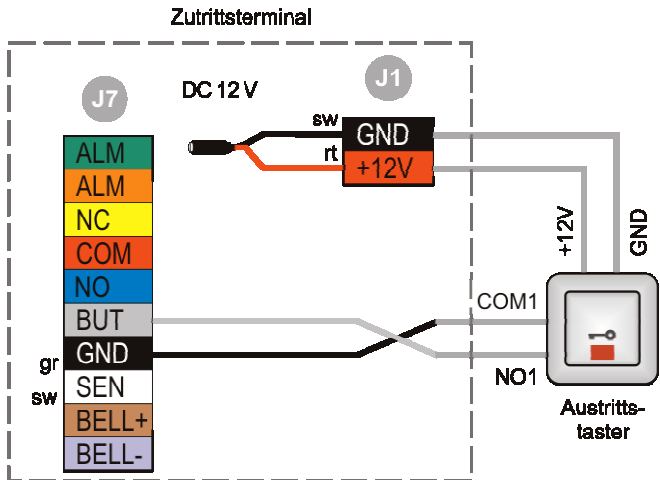 Zutrittsterminal
J7
DC 12 V
J1
sw
GND
rt
+12V
ALM
ALM
NC
COM
NO
BUT
GND
SEN
BELL+
BELL-
gr
sw
+12V
GND
COM1
NO1
Austritts-
taster